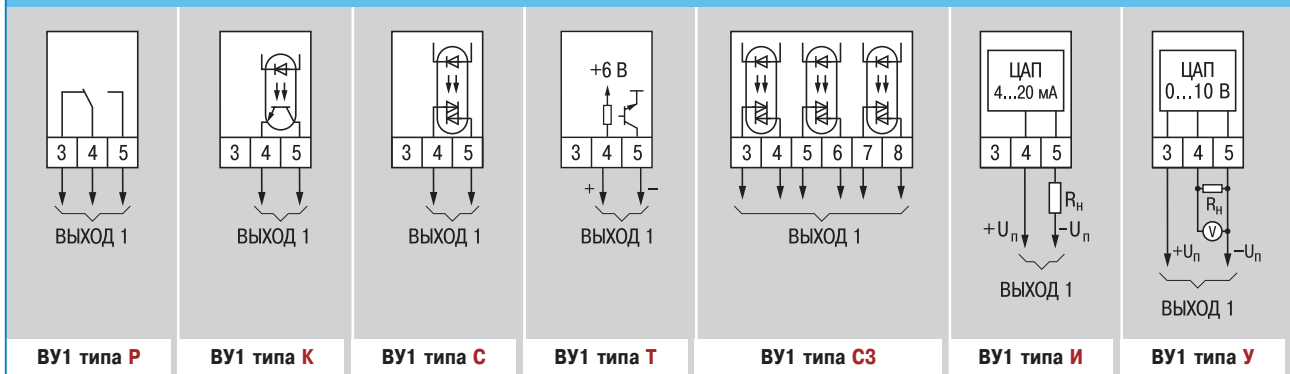 3 4 5
ВЫХОД 1
ВУ1 типа Р
3 4 5
ВЫХОД 1
ВУ1 типа К
3 4 5
ВЫХОД 1
ВУ1 типа С
+6 В
3 4 5
+ −
ВЫХОД 1
ВУ1 типа Т
3 4 5 6 7 8
ВЫХОД 1
ВУ1 типа С3
ЦАП
4...20 мА
3 4 5
Rн
+Uп −Uп
ВЫХОД 1
ВУ1 типа И
ЦАП
0...10 В
3 4 5
Rн
V
+Uп −Uп
ВЫХОД 1
ВУ1 типа У